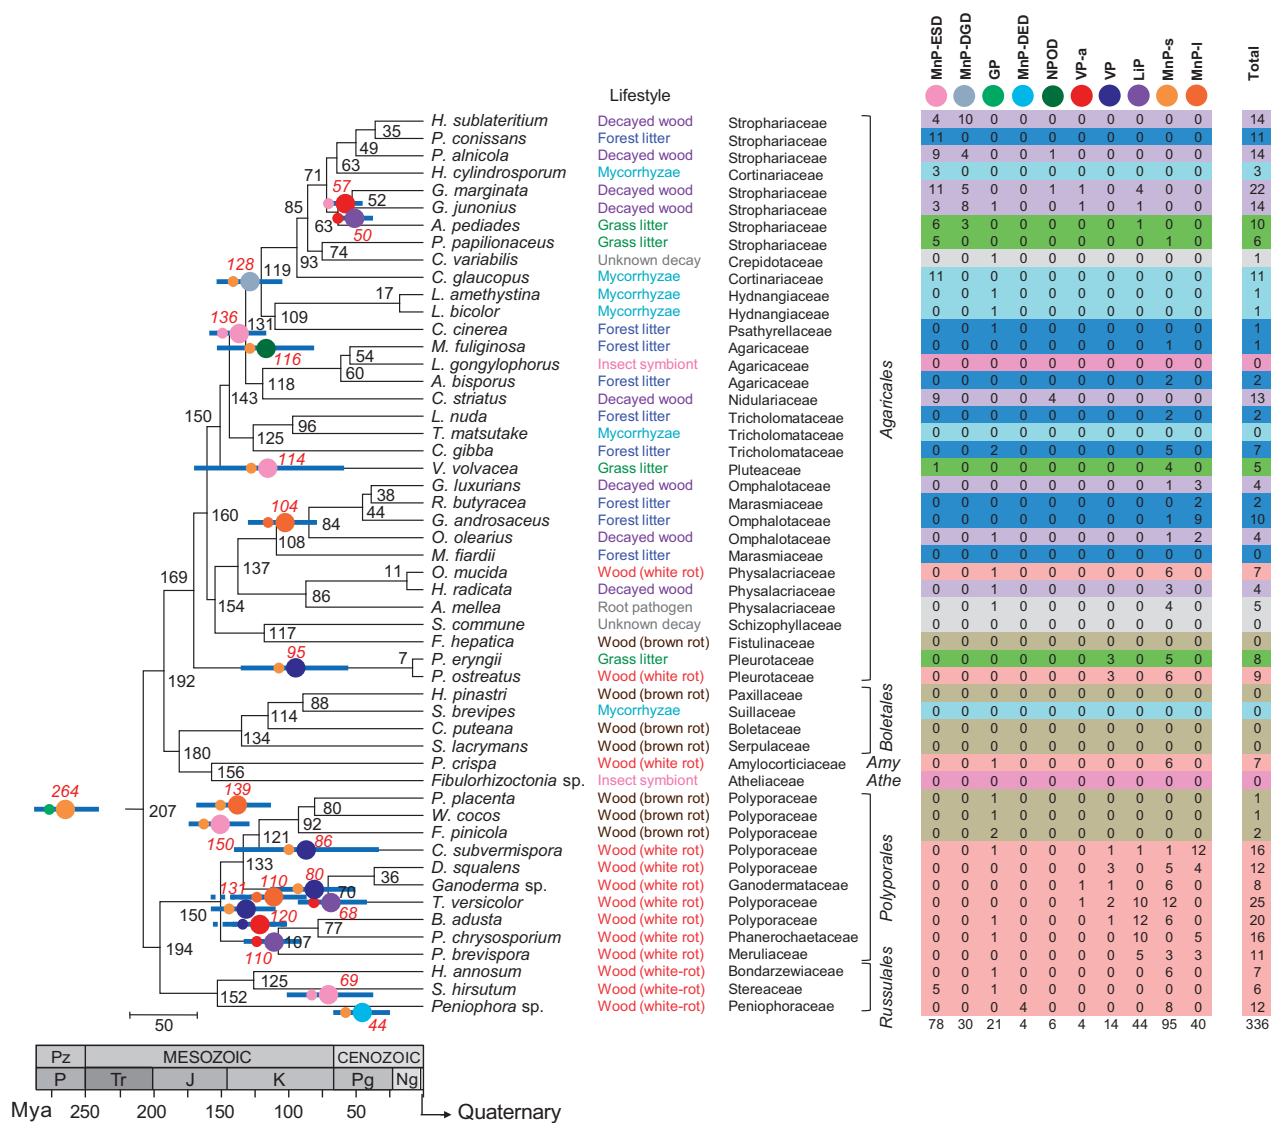 Lifestyle MnP-ESD MnP-DGD GP MnP-DED NPOD VP-a VP LiP MnP-s MnP-l Total
H. sublateritium Decayed wood Strophariaceae 4 10 0 0 0 0 0 0 0 0 14
P. conissans Forest litter Strophariaceae 11 0 0 0 0 0 0 0 0 0 11
P. alnicola Decayed wood Strophariaceae 9 4 0 0 1 0 0 0 0 0 14
H. cylindrosporum Mycorrhyzae Cortinariaceae 3 0 0 0 0 0 0 0 0 0 3
G. marginata Decayed wood Strophariaceae 11 5 0 0 1 1 0 4 0 0 22
G. junonius Decayed wood Strophariaceae 3 8 1 0 0 1 0 1 0 0 14
A. pediades Grass litter Strophariaceae 6 3 0 0 0 0 0 1 0 0 10
P. papilionaceus Grass litter Strophariaceae 5 0 0 0 0 0 0 0 1 0 6
C. variabilis Unknown decay Crepidotaceae 0 0 1 0 0 0 0 0 0 0 1
C. glaucopus Mycorrhyzae Cortinariaceae 11 0 0 0 0 0 0 0 0 0 11
L. amethystina Mycorrhyzae Hydnangiaceae 0 0 1 0 0 0 0 0 0 0 1
L. bicolor Mycorrhyzae Hydnangiaceae 0 0 1 0 0 0 0 0 0 0 1
C. cinerea Forest litter Psathyrellaceae 0 0 1 0 0 0 0 0 0 0 1
M. fuliginosa Forest litter Agaricaceae 0 0 0 0 0 0 0 0 1 0 1
L. gongylophorus Insect symbiont Agaricaceae 0 0 0 0 0 0 0 0 0 0 0
A. bisporus Forest litter Agaricaceae 0 0 0 0 0 0 0 0 2 0 2
C. striatus Decayed wood Nidulariaceae 9 0 0 0 4 0 0 0 0 0 13
L. nuda Forest litter Tricholomataceae 0 0 0 0 0 0 0 0 2 0 2
T. matsutake Mycorrhyzae Tricholomataceae 0 0 0 0 0 0 0 0 0 0 0
C. gibba Forest litter Tricholomataceae 0 0 2 0 0 0 0 0 5 0 7
V. volvacea Grass litter Pluteaceae 1 0 0 0 0 0 0 0 4 0 5
G. luxurians Decayed wood Omphalotaceae 0 0 0 0 0 0 0 0 1 3 4
R. butyracea Forest litter Marasmiaceae 0 0 0 0 0 0 0 0 0 2 2
G. androsaceus Forest litter Omphalotaceae 0 0 0 0 0 0 0 0 1 9 10
O. olearius Decayed wood Omphalotaceae 0 0 1 0 0 0 0 0 1 2 4
M. fiardii Forest litter Marasmiaceae 0 0 0 0 0 0 0 0 0 0 0
O. mucida Wood (white rot) Physalacriaceae 0 0 1 0 0 0 0 0 6 0 7
H. radicata Decayed wood Physalacriaceae 0 0 1 0 0 0 0 0 3 0 4
A. mellea Root pathogen Physalacriaceae 0 0 1 0 0 0 0 0 4 0 5
S. commune Unknown decay Schizophyllaceae 0 0 0 0 0 0 0 0 0 0 0
F. hepatica Wood (brown rot) Fistulinaceae 0 0 0 0 0 0 0 0 0 0 0
P. eryngii Grass litter Pleurotaceae 0 0 0 0 0 0 3 0 5 0 8
P. ostreatus Wood (white rot) Pleurotaceae 0 0 0 0 0 0 3 0 6 0 9
H. pinastri Wood (brown rot) Paxillaceae 0 0 0 0 0 0 0 0 0 0 0
S. brevipes Mycorrhyzae Suillaceae 0 0 0 0 0 0 0 0 0 0 0
C. puteana Wood (brown rot) Boletaceae 0 0 0 0 0 0 0 0 0 0 0
S. lacrymans Wood (brown rot) Serpulaceae 0 0 0 0 0 0 0 0 0 0 0
P. crispa Wood (white rot) Amylocorticiaceae Amy 0 0 1 0 0 0 0 0 6 0 7
Fibulorhizoctonia sp. Insect symbiont Atheliaceae Athe 0 0 0 0 0 0 0 0 0 0 0
P. placenta Wood (brown rot) Polyporaceae 0 0 1 0 0 0 0 0 0 0 1
W. cocos Wood (brown rot) Polyporaceae 0 0 1 0 0 0 0 0 0 0 1
F. pinicola Wood (brown rot) Polyporaceae 0 0 2 0 0 0 0 0 0 0 2
C. subvermispora Wood (white rot) Polyporaceae 0 0 1 0 0 0 1 1 1 12 16
D. squalens Wood (white rot) Polyporaceae 0 0 0 0 0 0 3 0 5 4 12
Ganoderma sp. Wood (white rot) Ganodermataceae 0 0 0 0 0 1 1 0 6 0 8
T. versicolor Wood (white rot) Polyporaceae 0 0 0 0 0 1 2 10 12 0 25
B. adusta Wood (white rot) Polyporaceae 0 0 1 0 0 0 1 12 6 0 20
P. chrysosporium Wood (white rot) Phanerochaetaceae 0 0 1 0 0 0 0 10 0 5 16
P. brevispora Wood (white rot) Meruliaceae 0 0 0 0 0 0 0 5 3 3 11
H. annosum Wood (white-rot) Bondarzewiaceae 0 0 1 0 0 0 0 0 6 0 7
S. hirsutum Wood (white-rot) Stereaceae 5 0 1 0 0 0 0 0 0 0 6
Peniophora sp. Wood (white-rot) Peniophoraceae 0 0 0 4 0 0 0 0 8 0 12
78 30 21 4 6 4 14 44 95 40 336
Agaricales
Boletales
Polyporales
Russulales
35
49
63
71
57
52
85
63
50
74
93
128
119
17
136
131
109
116
54
60
118
143
96
150
125
114
38
44
104
84
160
108
137
11
169
86
154
117
95
7
192
88
114
134
180
156
264
139
207
80
92
121
150
86
133
36
80
110
131
70
150
120
68
77
107
194
110
125
69
152
44
50
Pz MESOZOIC CENOZOIC
P Tr J K Pg Ng
Mya 250 200 150 100 50 Quaternary